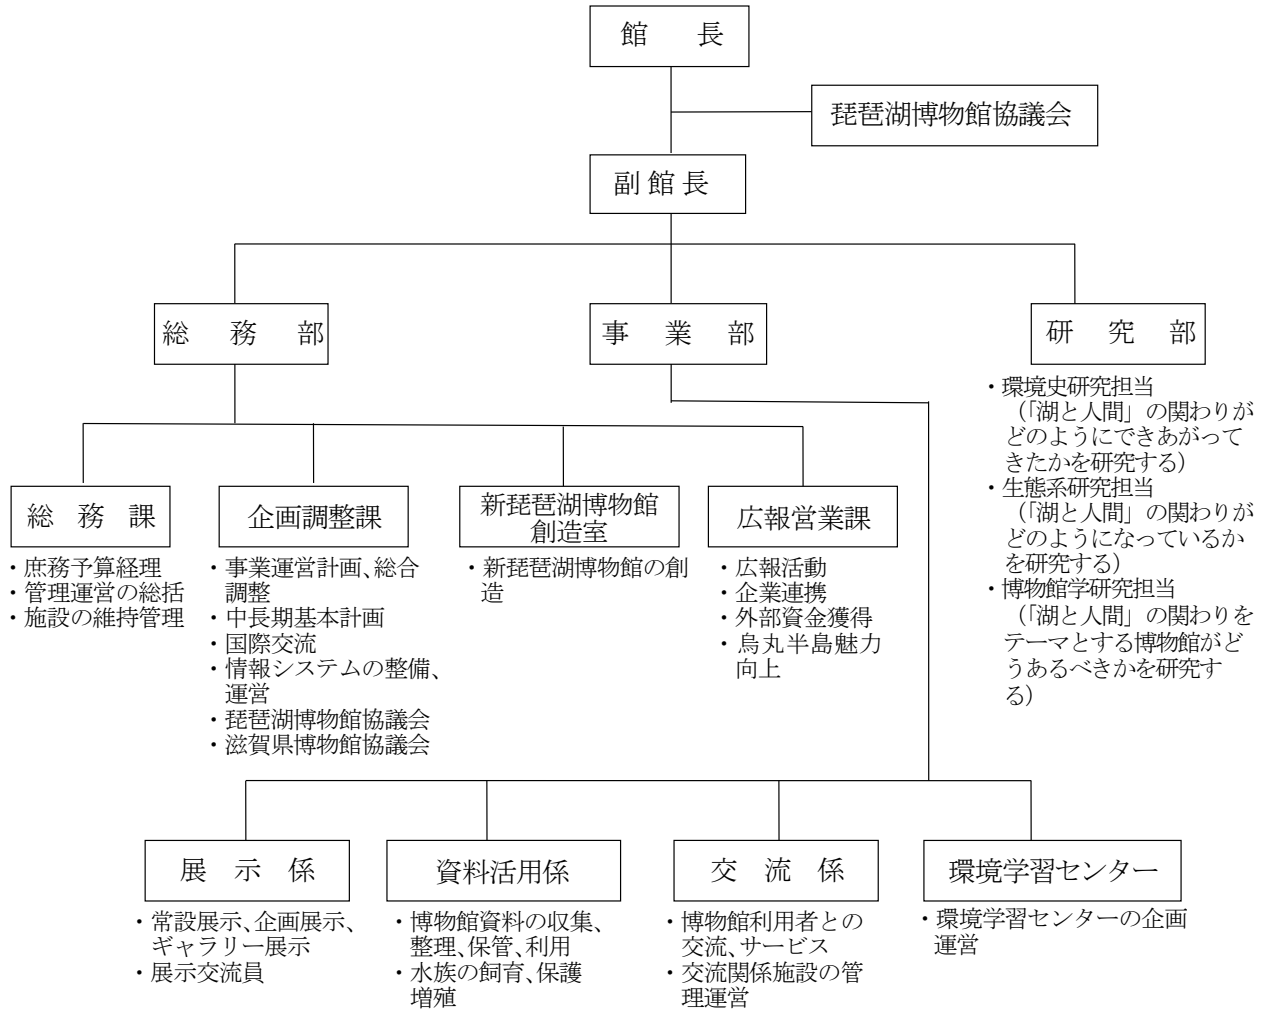 館　長
琵琶湖博物館協議会
副館長
総　務　部
事　業　部
研　究　部
・環境史研究担当
（「湖と人間」の関わりが
どのようにできあがって
きたかを研究する）
・生態系研究担当
（「湖と人間」の関わりが
どのようになっているか
を研究する）
・博物館学研究担当
（「湖と人間」の関わりを
テーマとする博物館がど
うあるべきかを研究す
る）
総　務　課
・庶務予算経理
・管理運営の総括
・施設の維持管理
企画調整課
・事業運営計画、総合
調整
・中長期基本計画
・国際交流
・情報システムの整備、
運営
・琵琶湖博物館協議会
・滋賀県博物館協議会
新琵琶湖博物館
創造室
・新琵琶湖博物館の創
造
広報営業課
・広報活動
・企業連携
・外部資金獲得
・烏丸半島魅力
向上
展　示　係
・常設展示、企画展示、
ギャラリー展示
・展示交流員
資料活用係
・博物館資料の収集、
整理、保管、利用
・水族の飼育、保護
増殖
交　流　係
・博物館利用者との
交流、サービス
・交流関係施設の管
理運営
環境学習センター
・環境学習センターの企画
運営